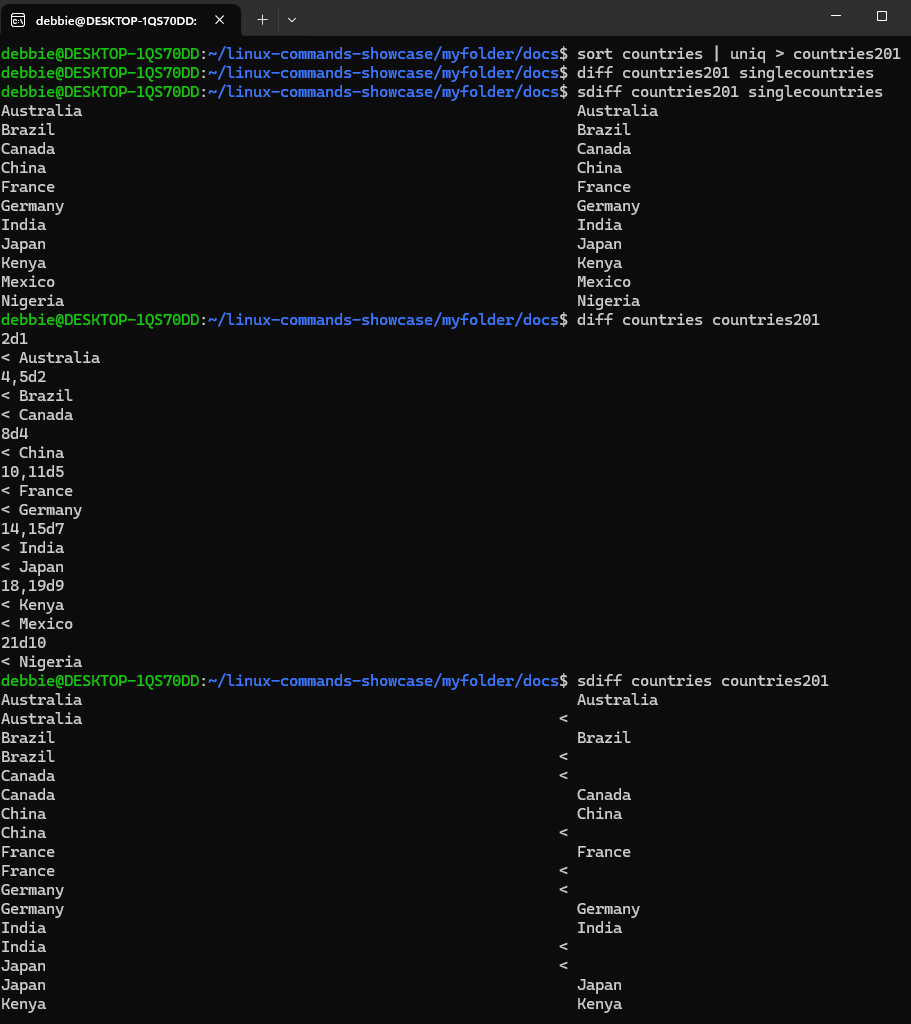 debbie@DESKTOP-1QS70DD:
debbie@DESKTOP-1QS70DD:~/linux-commands-showcase/myfolder/docs$ sort countries | uniq > countries201
debbie@DESKTOP-1QS70DD:~/linux-commands-showcase/myfolder/docs$ diff countries201 singlecountries
debbie@DESKTOP-1QS70DD:~/linux-commands-showcase/myfolder/docs$ sdiff countries201 singlecountries
Australia Australia
Brazil Brazil
Canada Canada
China China
France France
Germany Germany
India India
Japan Japan
Kenya Kenya
Mexico Mexico
Nigeria Nigeria
debbie@DESKTOP-1QS70DD:~/linux-commands-showcase/myfolder/docs$ diff countries countries201
2d1
< Australia
4,5d2
< Brazil
< Canada
8d4
< China
10,11d5
< France
< Germany
14,15d7
< India
< Japan
18,19d9
< Kenya
< Mexico
21d10
< Nigeria
debbie@DESKTOP-1QS70DD:~/linux-commands-showcase/myfolder/docs$ sdiff countries countries201
Australia Australia
Australia <
Brazil Brazil
Brazil <
Canada <
Canada Canada
China China
China <
France France
France <
Germany <
Germany Germany
India India
India <
Japan <
Japan Japan
Kenya Kenya